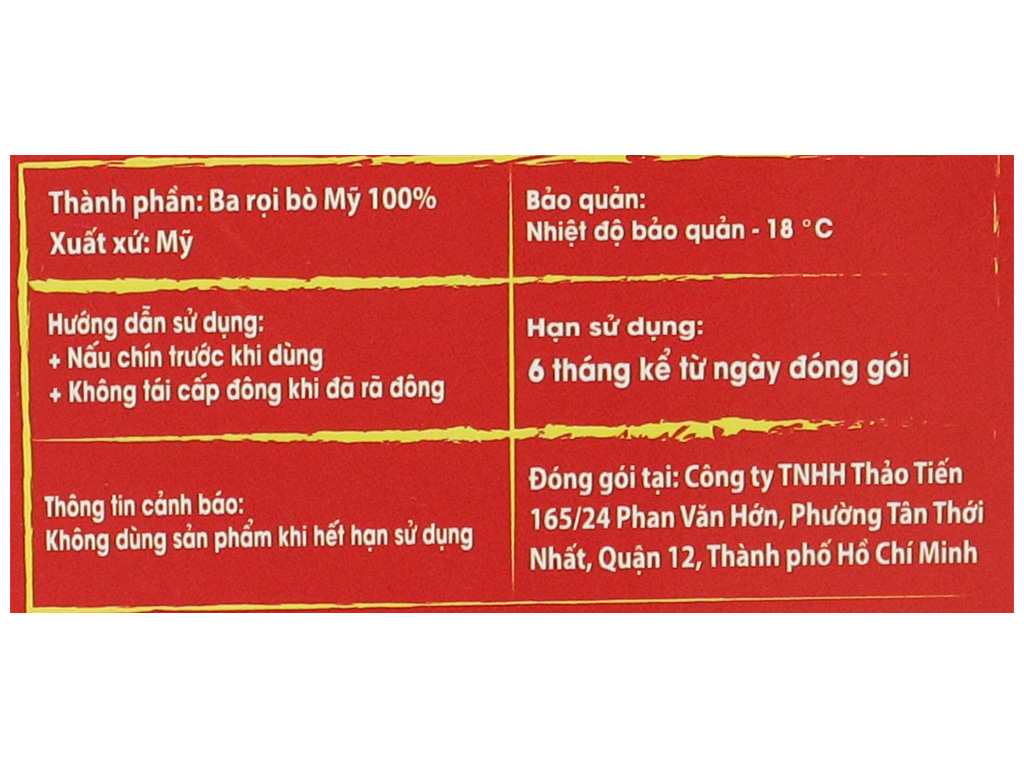 Thành phần: Ba rọi bò Mỹ 100%
Xuất xứ: Mỹ
Bảo quản:
Nhiệt độ bảo quản - 18 °C
Hướng dẫn sử dụng:
+ Nấu chín trước khi dùng
+ Không tái cấp đông khi đã rã đông
Hạn sử dụng:
6 tháng kể từ ngày đóng gói
Thông tin cảnh báo:
Không dùng sản phẩm khi hết hạn sử dụng
Đóng gói tại: Công ty TNHH Thảo Tiến
165/24 Phan Văn Hớn, Phường Tân Thới
Nhất, Quận 12, Thành phố Hồ Chí Minh